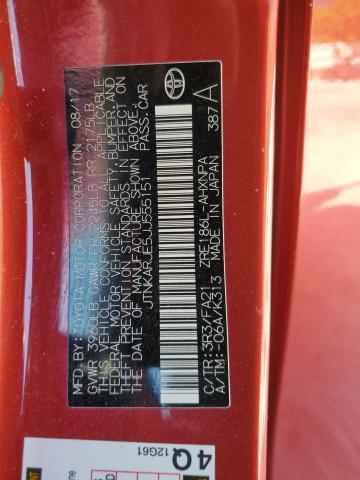 MFD. BY: TOYOTA MOTOR CORPORATION 08/17
GVWR 3960LB GAWR FR 2245LB RR 2175LB
THIS VEHICLE CONFORMS TO ALL APPLICABLE
FEDERAL MOTOR VEHICLE SAFETY, BUMPER, AND
THEFT PREVENTION STANDARDS IN EFFECT ON
THE DATE OF MANUFACTURE SHOWN ABOVE.
JTNKARJE5JJ555151 PASS.CAR
C/TR: 3R3/FA21 ZRE186L-AHXNPA
A/TM: -06A/K313 MADE IN JAPAN 387 A
4Q
12G61